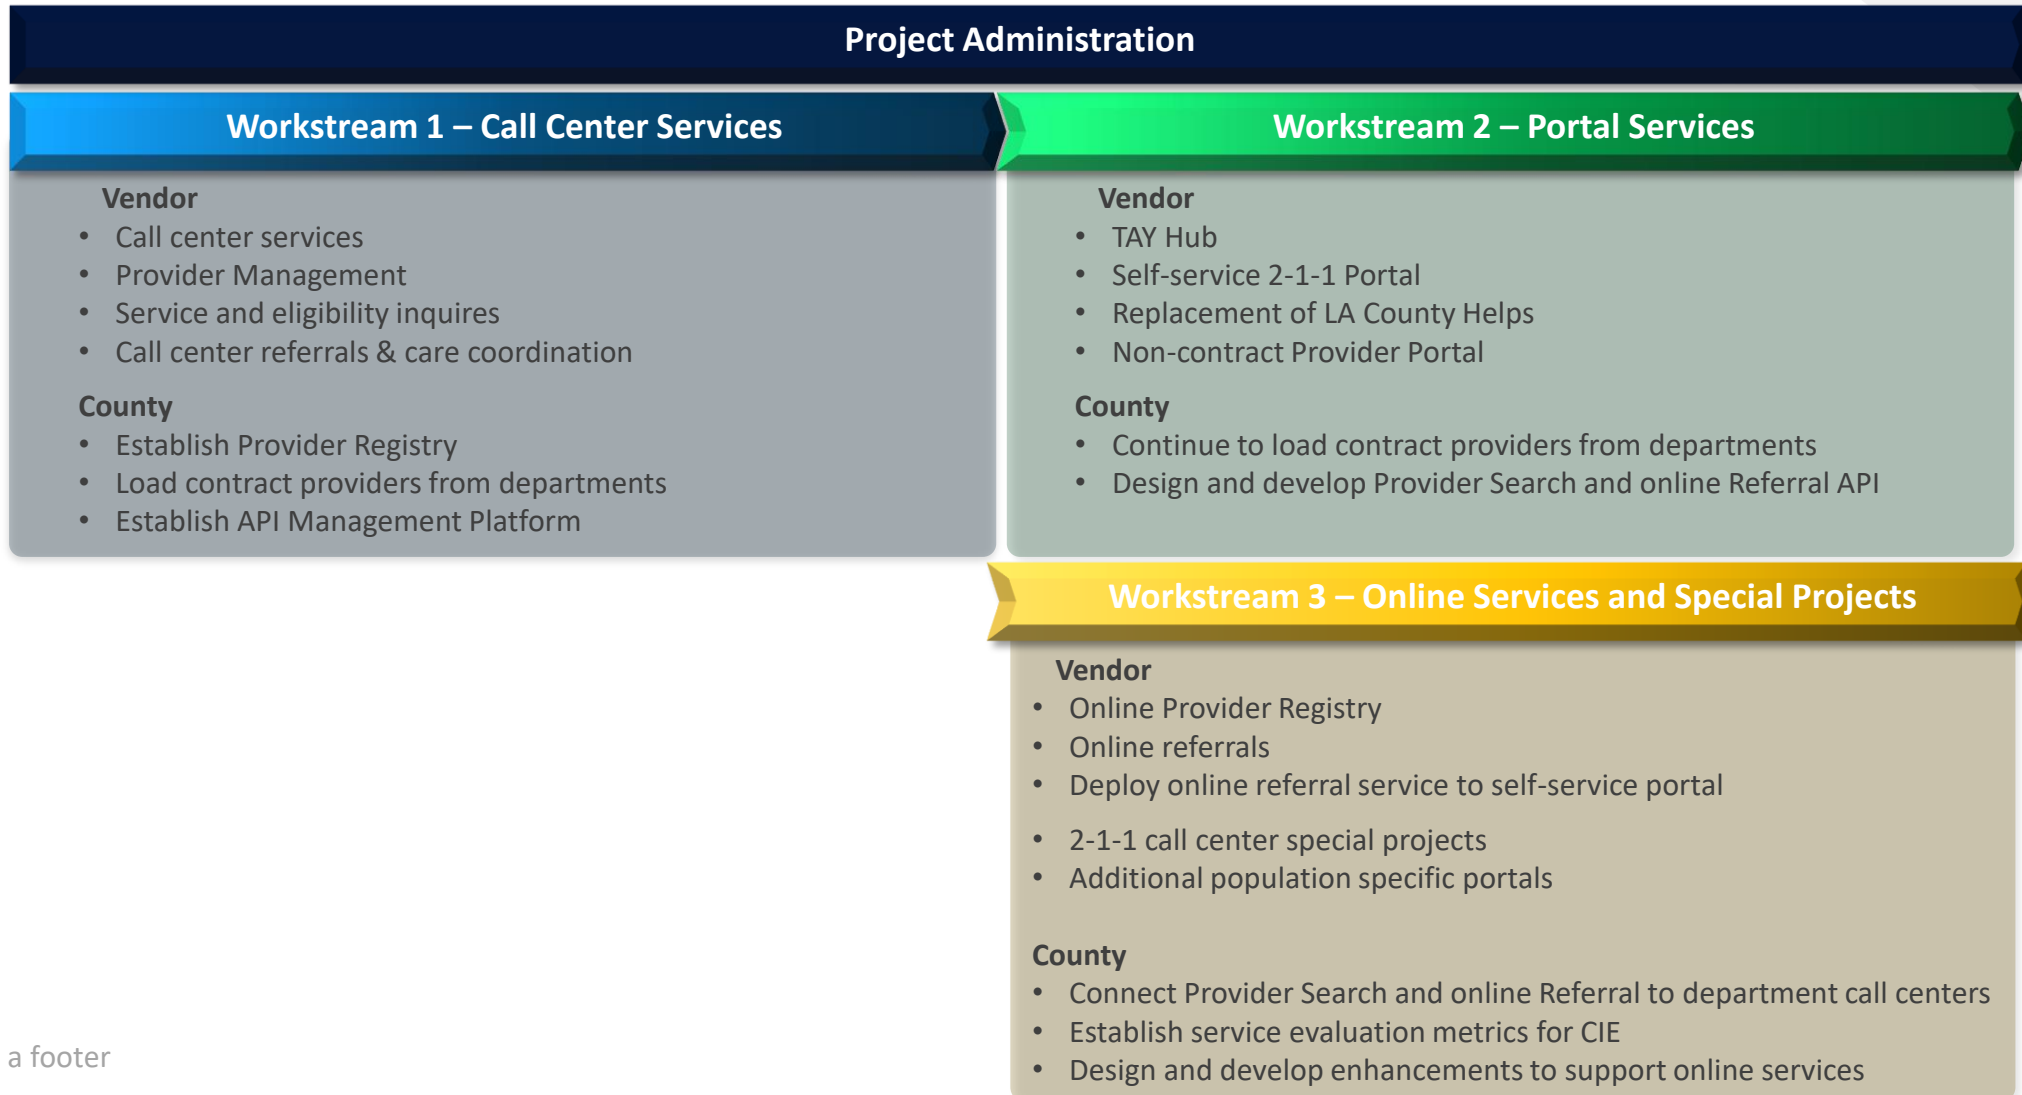 Project Administration
Workstream 1 – Call Center Services
Vendor
• Call center services
• Provider Management
• Service and eligibility inquires
• Call center referrals & care coordination
County
• Establish Provider Registry
• Load contract providers from departments
• Establish API Management Platform
Workstream 2 – Portal Services
Vendor
• TAY Hub
• Self-service 2-1-1 Portal
• Replacement of LA County Helps
• Non-contract Provider Portal
County
• Continue to load contract providers from departments
• Design and develop Provider Search and online Referral API
Workstream 3 – Online Services and Special Projects
Vendor
• Online Provider Registry
• Online referrals
• Deploy online referral service to self-service portal
• 2-1-1 call center special projects
• Additional population specific portals
County
• Connect Provider Search and online Referral to department call centers
• Establish service evaluation metrics for CIE
• Design and develop enhancements to support online services
a footer